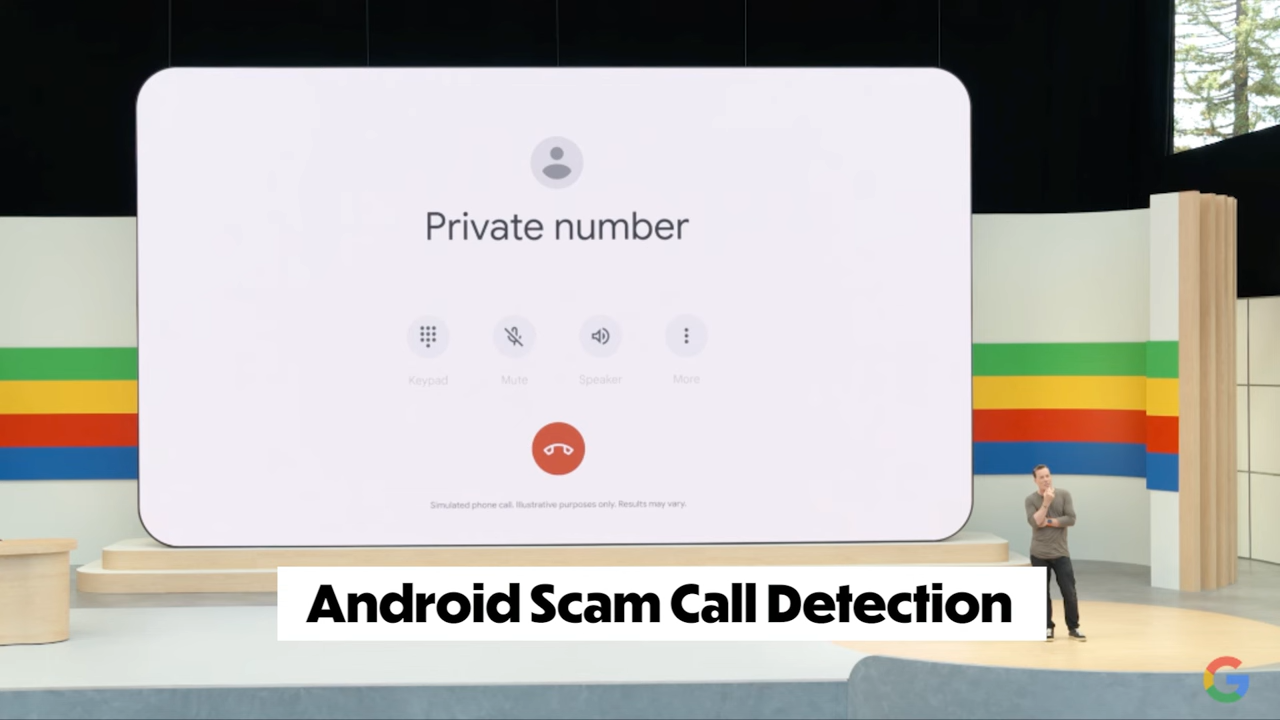 Private number
Keypad
Mute
Speaker
More
Simulated phone call. Illustrative purposes only. Results may vary.
Android Scam Call Detection